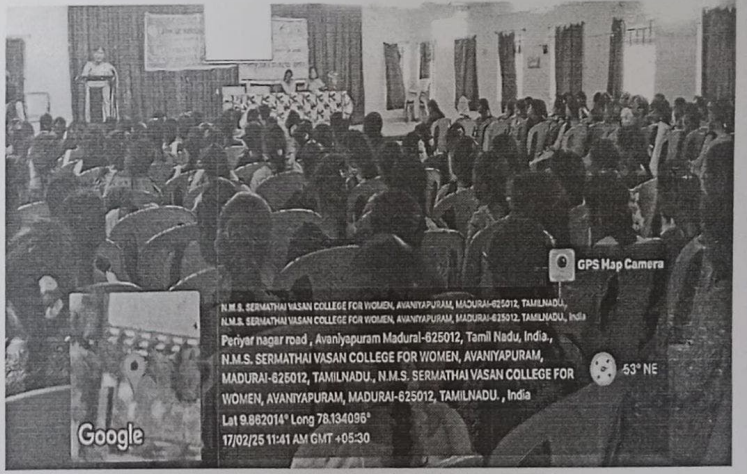 GPS Map Camera
N.M.S. SERMATHAI VASAN COLLEGE FOR WOMEN, AVANIYAPURAM, MADURAI-625012, TAMILNADU.,
N.M.S. SERMATHAI VASAN COLLEGE FOR WOMEN, AVANIYAPURAM, MADURAI-625012, TAMILNADU., India
Periyar nagar road , Avaniyapuram Madurai-625012, Tamil Nadu, India.,
N.M.S. SERMATHAI VASAN COLLEGE FOR WOMEN, AVANIYAPURAM,
MADURAI-625012, TAMILNADU., N.M.S. SERMATHAI VASAN COLLEGE FOR
WOMEN, AVANIYAPURAM, MADURAI-625012, TAMILNADU. , India
53° NE
Lat 9.862014° Long 78.134096°
17/02/25 11:41 AM GMT +05:30
Google